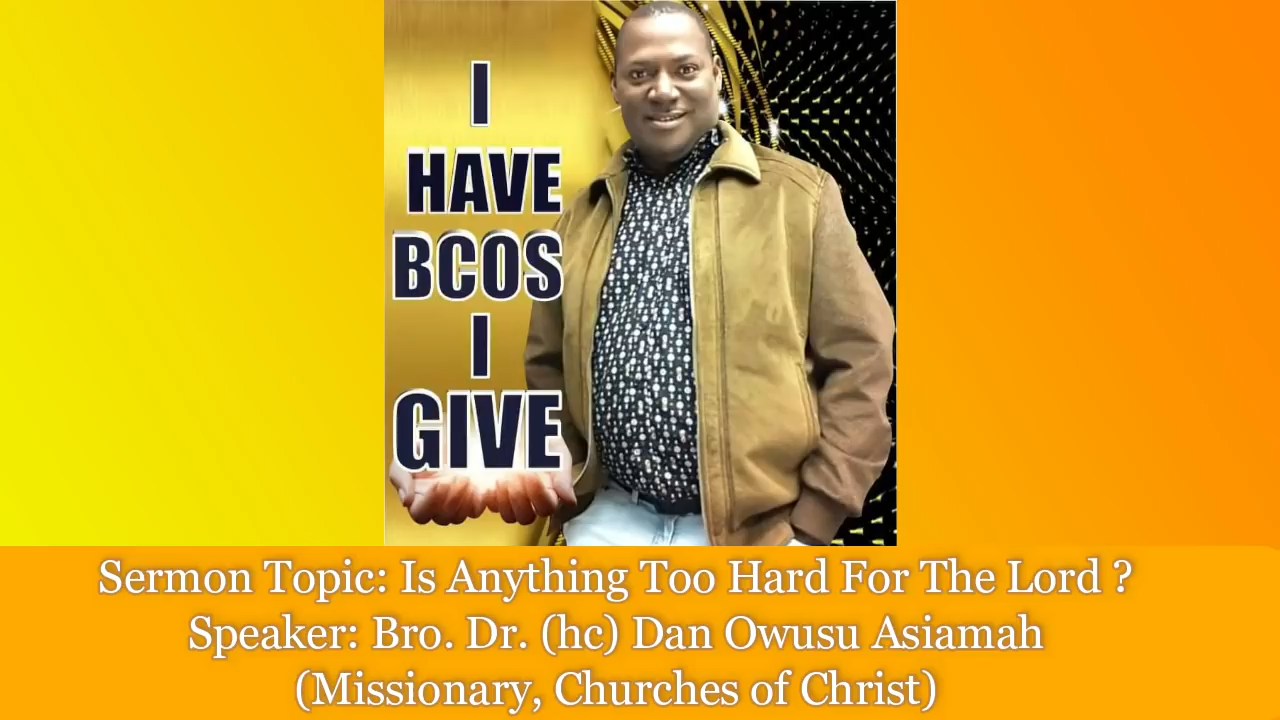 I
HAVE
BCOS
I
GIVE
Sermon Topic: Is Anything Too Hard For The Lord ?
Speaker: Bro. Dr. (hc) Dan Owusu Asiamah
(Missionary, Churches of Christ)